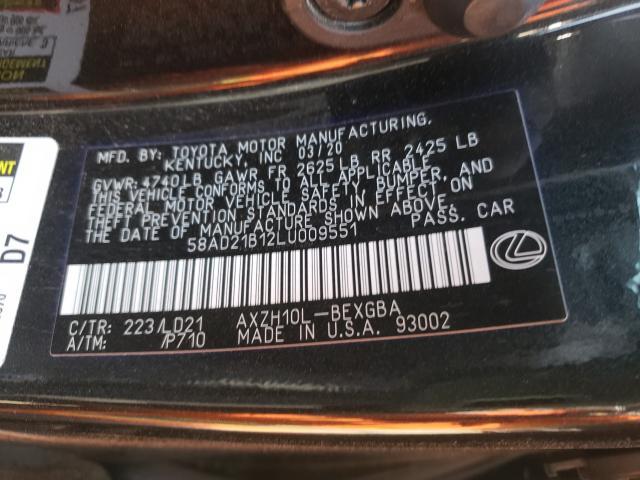 MFD. BY: TOYOTA MOTOR MANUFACTURING.
KENTUCKY, INC 03/20
GVWR: 4740LB GAWR FR 2625LB RR 2425 LB
THIS VEHICLE CONFORMS TO ALL APPLICABLE
FEDERAL MOTOR VEHICLE SAFETY, BUMPER, AND
THEFT PREVENTION STANDARDS IN EFFECT ON
THE DATE OF MANUFACTURE SHOWN ABOVE.
58AD21B12LU009551 PASS. CAR
C/TR: 223/LD21 AXZH10L-BEXGBA
A/TM: /P710 MADE IN U.S.A. 93002
D7